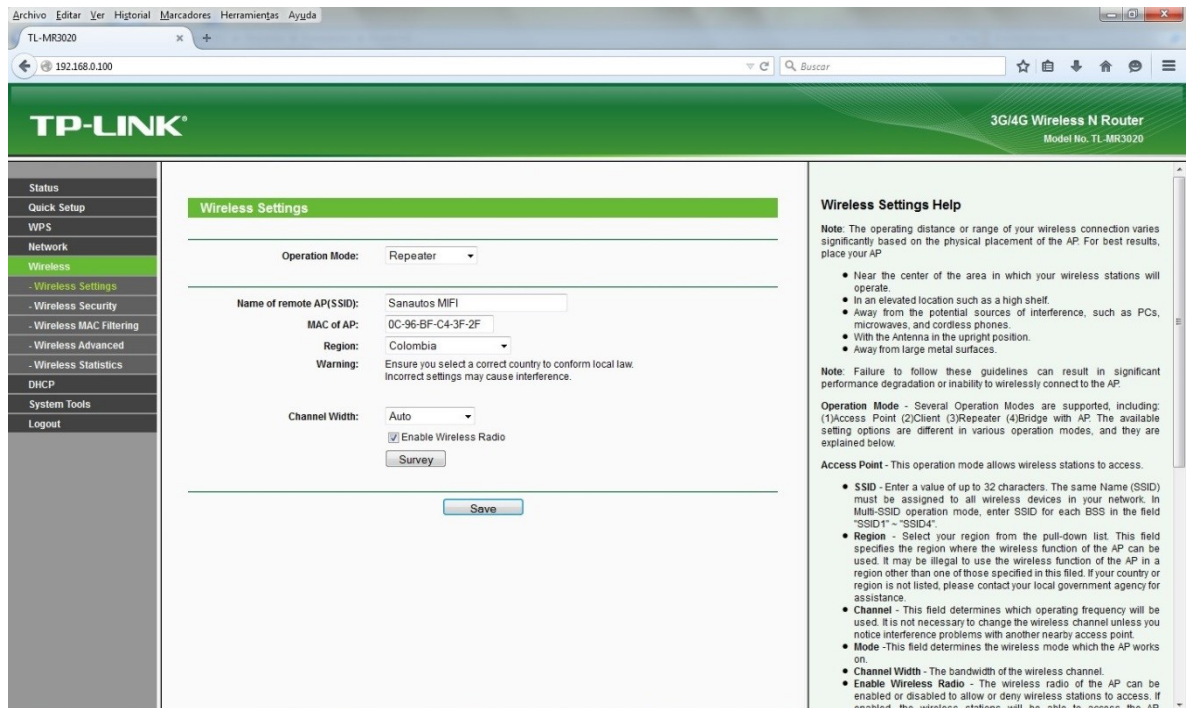 Archivo Editar Ver Historial Marcadores Herramientas Ayuda
TL-MR3020
192.168.0.100
Buscar
TP-LINK®
3G/4G Wireless N Router
Model No. TL-MR3020
Status
Quick Setup
WPS
Network
Wireless
- Wireless Settings
- Wireless Security
- Wireless MAC Filtering
- Wireless Advanced
- Wireless Statistics
DHCP
System Tools
Logout
Wireless Settings
Operation Mode: Repeater
Name of remote AP(SSID): Sanautos MIFI
MAC of AP: 0C-96-BF-C4-3F-2F
Region: Colombia
Warning: Ensure you select a correct country to conform local law.
Incorrect settings may cause interference.
Channel Width: Auto
Enable Wireless Radio
Survey
Save
Wireless Settings Help
Note: The operating distance or range of your wireless connection varies
significantly based on the physical placement of the AP. For best results,
place your AP
• Near the center of the area in which your wireless stations will
operate.
• In an elevated location such as a high shelf.
• Away from the potential sources of interference, such as PCs,
microwaves, and cordless phones.
• With the Antenna in the upright position.
• Away from large metal surfaces.
Note: Failure to follow these guidelines can result in significant
performance degradation or inability to wirelessly connect to the AP.
Operation Mode - Several Operation Modes are supported, including:
(1)Access Point (2)Client (3)Repeater (4)Bridge with AP. The available
setting options are different in various operation modes, and they are
explained below.
Access Point - This operation mode allows wireless stations to access.
• SSID - Enter a value of up to 32 characters. The same Name (SSID)
must be assigned to all wireless devices in your network. In
Multi-SSID operation mode, enter SSID for each BSS in the field
"SSID1" ~ "SSID4".
• Region - Select your region from the pull-down list. This field
specifies the region where the wireless function of the AP can be
used. It may be illegal to use the wireless function of the AP in a
region other than one of those specified in this filed. If your country or
region is not listed, please contact your local government agency for
assistance.
• Channel - This field determines which operating frequency will be
used. It is not necessary to change the wireless channel unless you
notice interference problems with another nearby access point.
• Mode -This field determines the wireless mode which the AP works
on.
• Channel Width - The bandwidth of the wireless channel.
• Enable Wireless Radio - The wireless radio of the AP can be
enabled or disabled to allow or deny wireless stations to access. If
enabled, the wireless stations will be able to access the AP